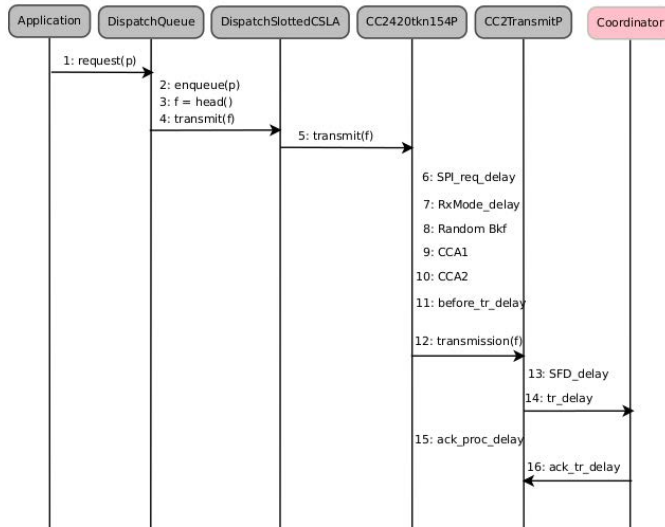 Application
DispatchQueue
DispatchSlottedCSLA
CC2420tkn154P
CC2TransmitP
Coordinator
1: request(p)
2: enqueue(p)
3: f = head()
4: transmit(f)
5: transmit(f)
6: SPI_req_delay
7: RxMode_delay
8: Random Bkf
9: CCA1
10: CCA2
11: before_tr_delay
12: transmission(f)
13: SFD_delay
14: tr_delay
15: ack_proc_delay
16: ack_tr_delay